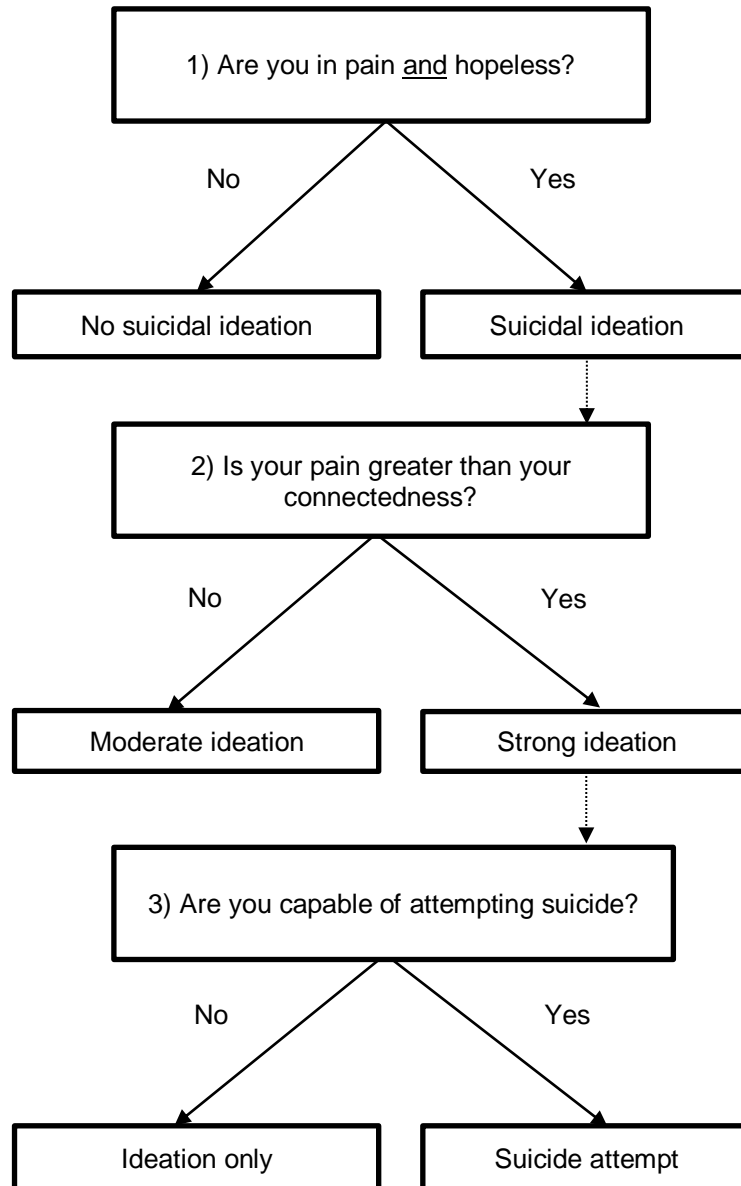 1) Are you in pain and hopeless?
No
Yes
No suicidal ideation
Suicidal ideation
2) Is your pain greater than your
connectedness?
No
Yes
Moderate ideation
Strong ideation
3) Are you capable of attempting suicide?
No
Yes
Ideation only
Suicide attempt